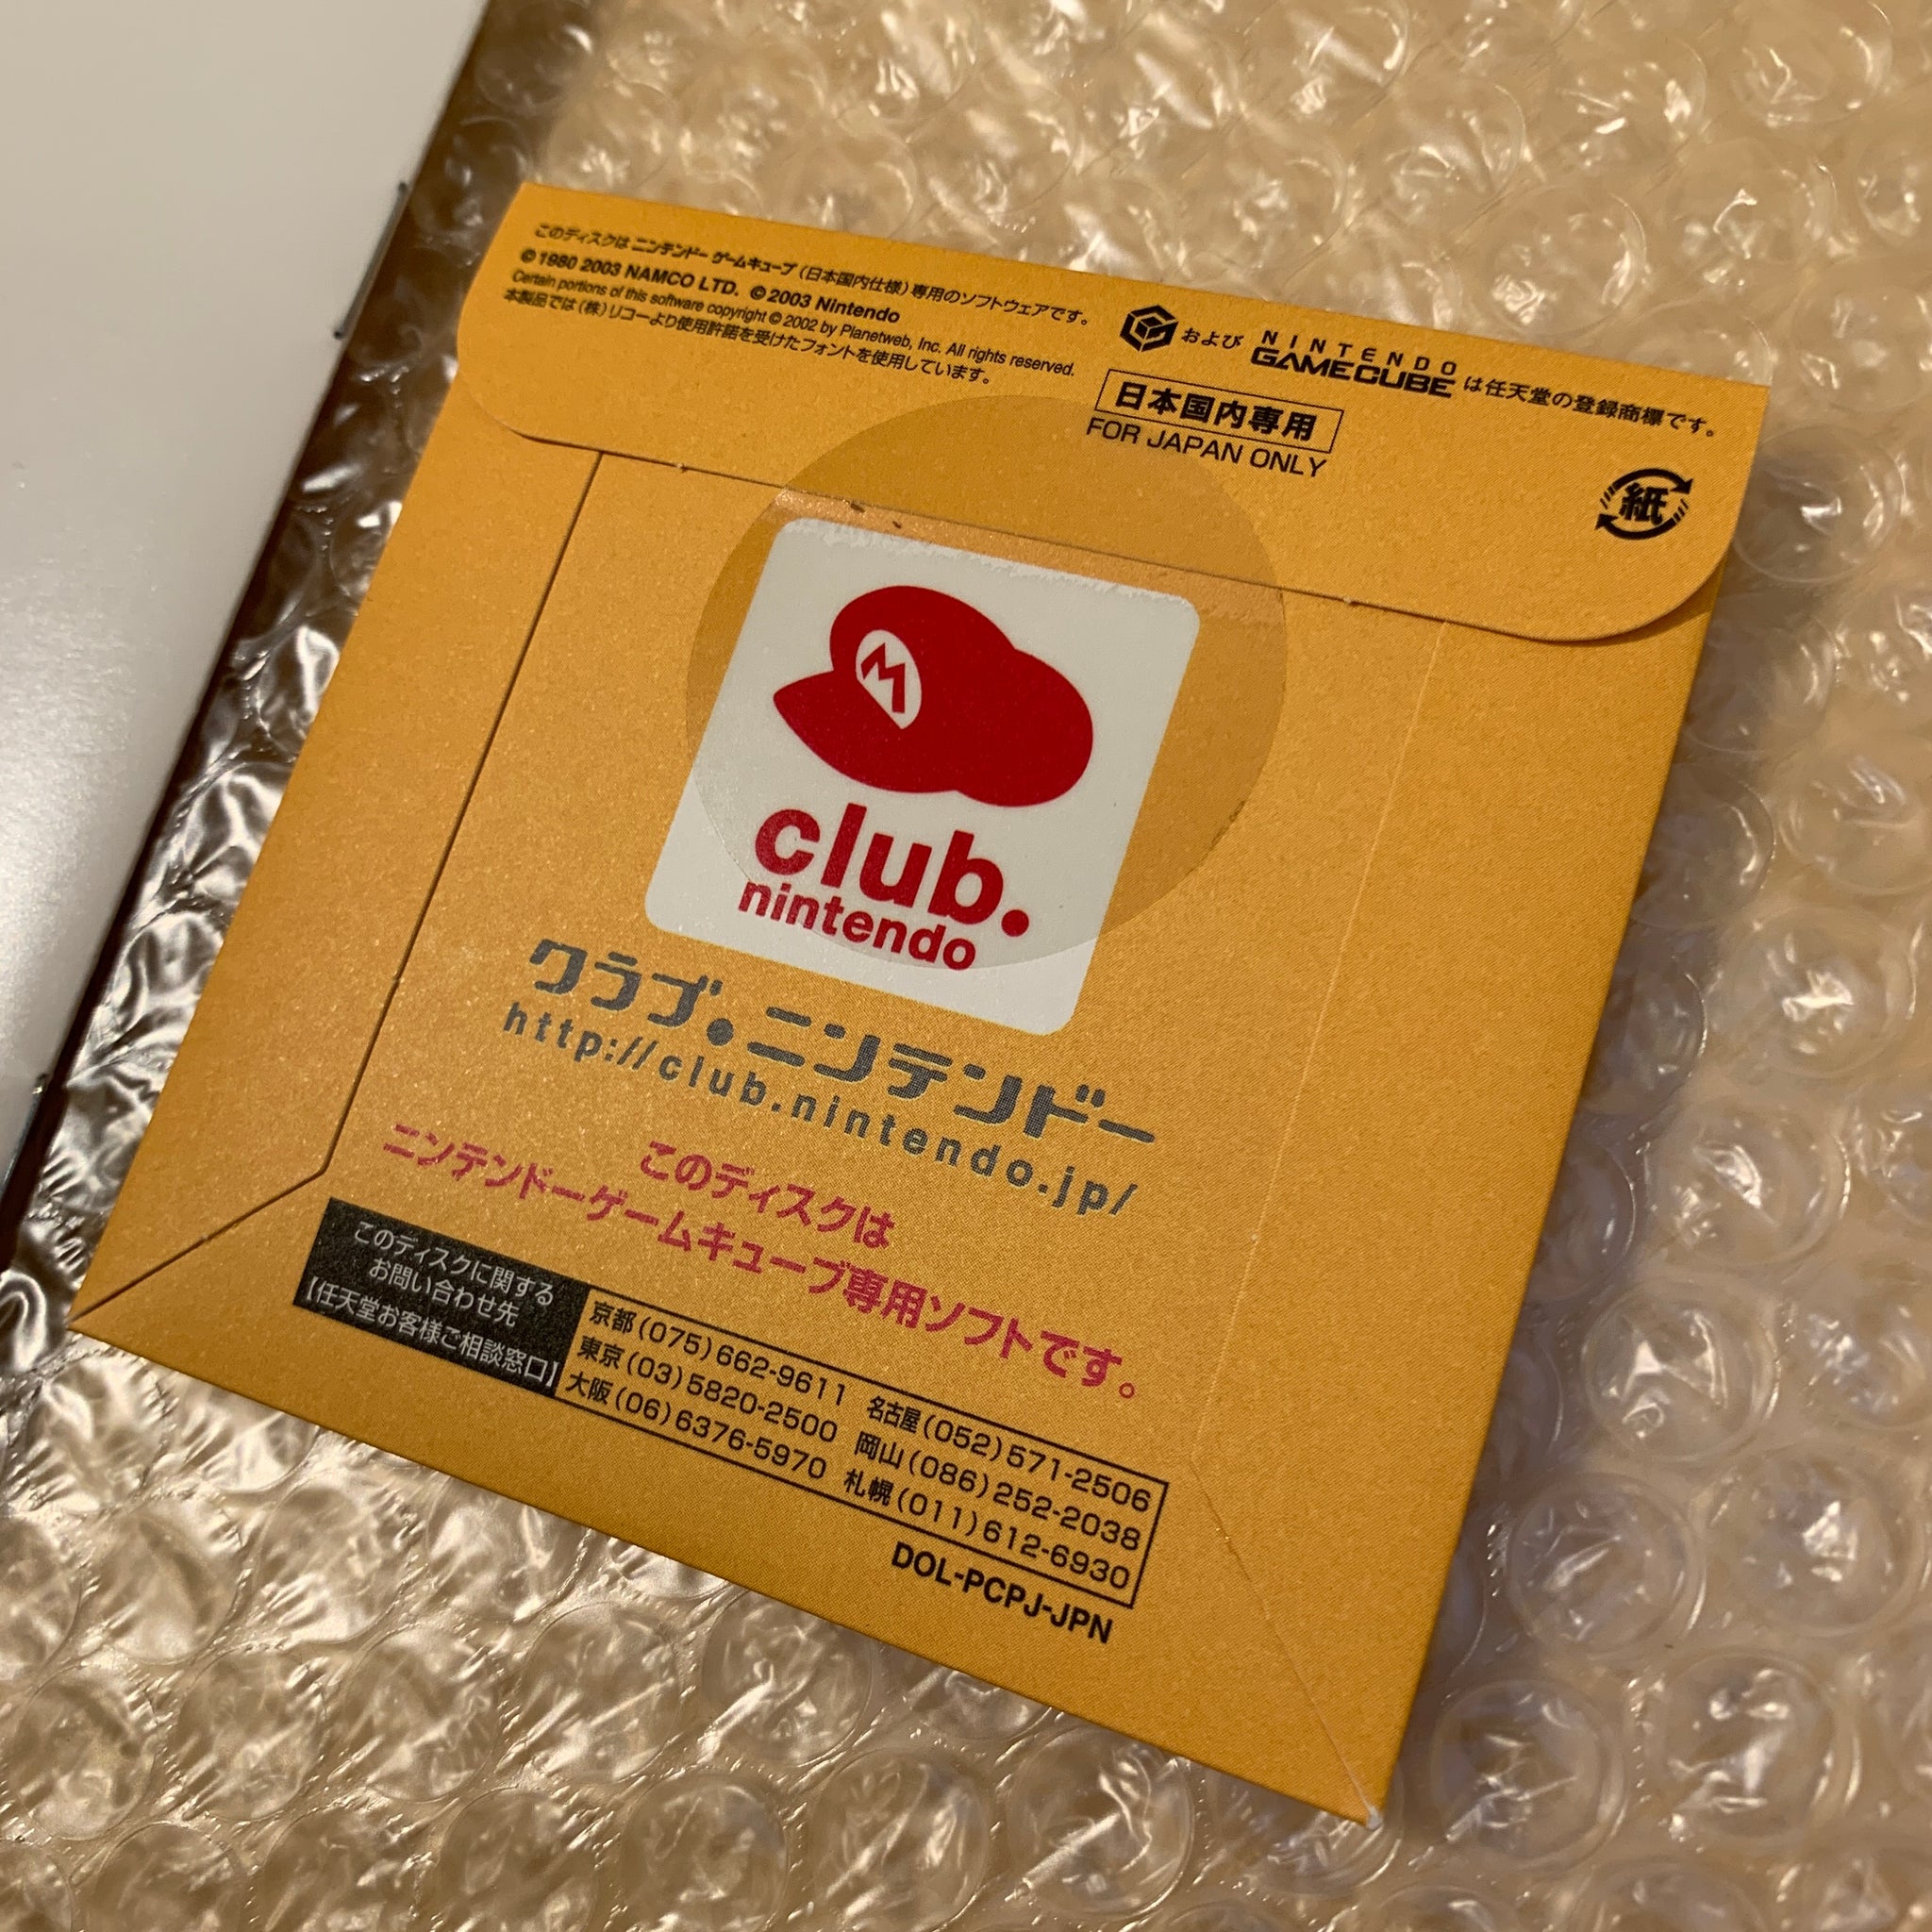 このディスクは ニンテンドー ゲームキューブ（日本国内仕様）専用のソフトウェアです。
© 1980 2003 NAMCO LTD. © 2003 Nintendo
Certain portions of this software copyright © 2002 by Planetweb, Inc. All rights reserved.
本製品では（株）リコーより使用許諾を受けたフォントを使用しています。
および NINTENDO GAMECUBE は任天堂の登録商標です。
日本国内専用
FOR JAPAN ONLY
紙
M
club.
nintendo
クラブ・ニンテンドー
http://club.nintendo.jp/
このディスクは
ニンテンドーゲームキューブ専用ソフトです。
このディスクに関する
お問い合わせ先
【任天堂お客様ご相談窓口】
京都(075)662-9611 名古屋(052)571-2506
東京(03)5820-2500 岡山(086)252-2038
大阪(06)6376-5970 札幌(011)612-6930
DOL-PCPJ-JPN